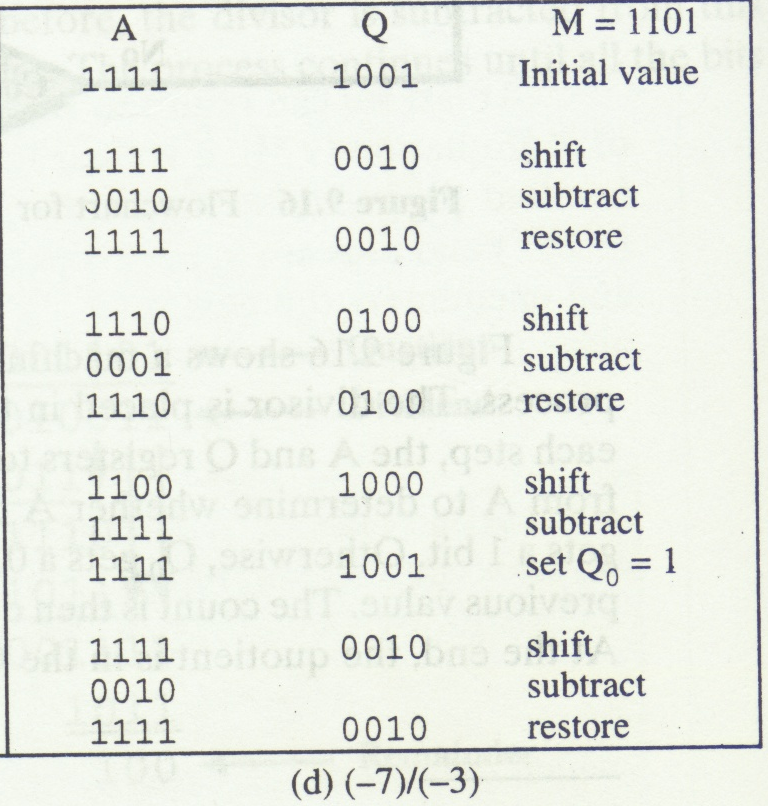 A Q M = 1101
1111 1001 Initial value
1111 0010 shift
0010 subtract
1111 0010 restore
1110 0100 shift
0001 subtract
1110 0100 restore
1100 1000 shift
1111 subtract
1111 1001 set Q₀ = 1
1111 0010 shift
0010 subtract
1111 0010 restore
(d) (–7)/(–3)